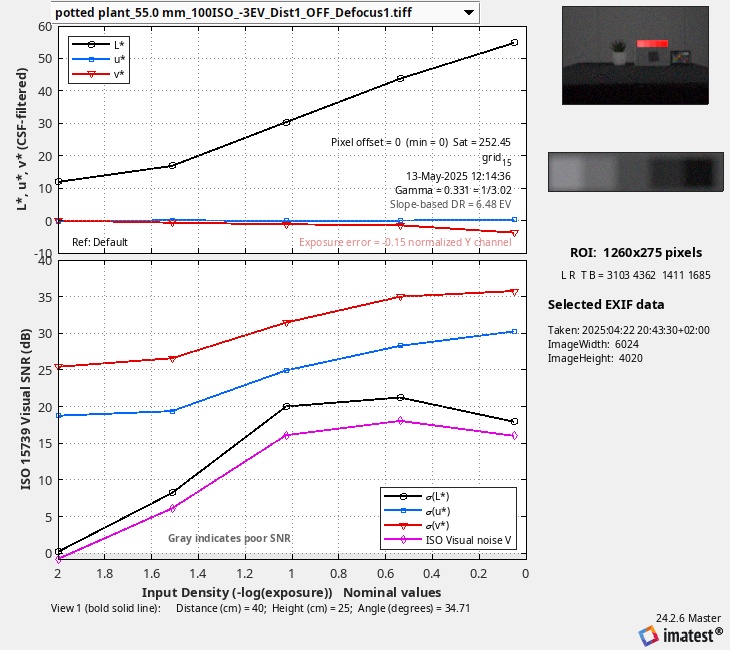 potted plant_55.0 mm_100ISO_-3EV_Dist1_OFF_Defocus1.tiff
L*, u*, v* (CSF-filtered)
60
50
40
30
20
10
0
-10
L*
u*
v*
Pixel offset = 0 (min = 0) Sat = 252.45
grid15
13-May-2025 12:14:36
Gamma = 0.331 = 1/3.02
Slope-based DR = 6.48 EV
Ref: Default
Exposure error = -0.15 normalized Y channel
ISO 15739 Visual SNR (dB)
40
35
30
25
20
15
10
5
0
Gray indicates poor SNR
σ(L*)
σ(u*)
σ(v*)
ISO Visual noise V
2 1.8 1.6 1.4 1.2 1 0.8 0.6 0.4 0.2 0
Input Density (-log(exposure)) Nominal values
View 1 (bold solid line): Distance (cm) = 40; Height (cm) = 25; Angle (degrees) = 34.71
ROI: 1260x275 pixels
L R T B = 3103 4362 1411 1685
Selected EXIF data
Taken: 2025:04:22 20:43:30+02:00
ImageWidth: 6024
ImageHeight: 4020
24.2.6 Master
imatest®